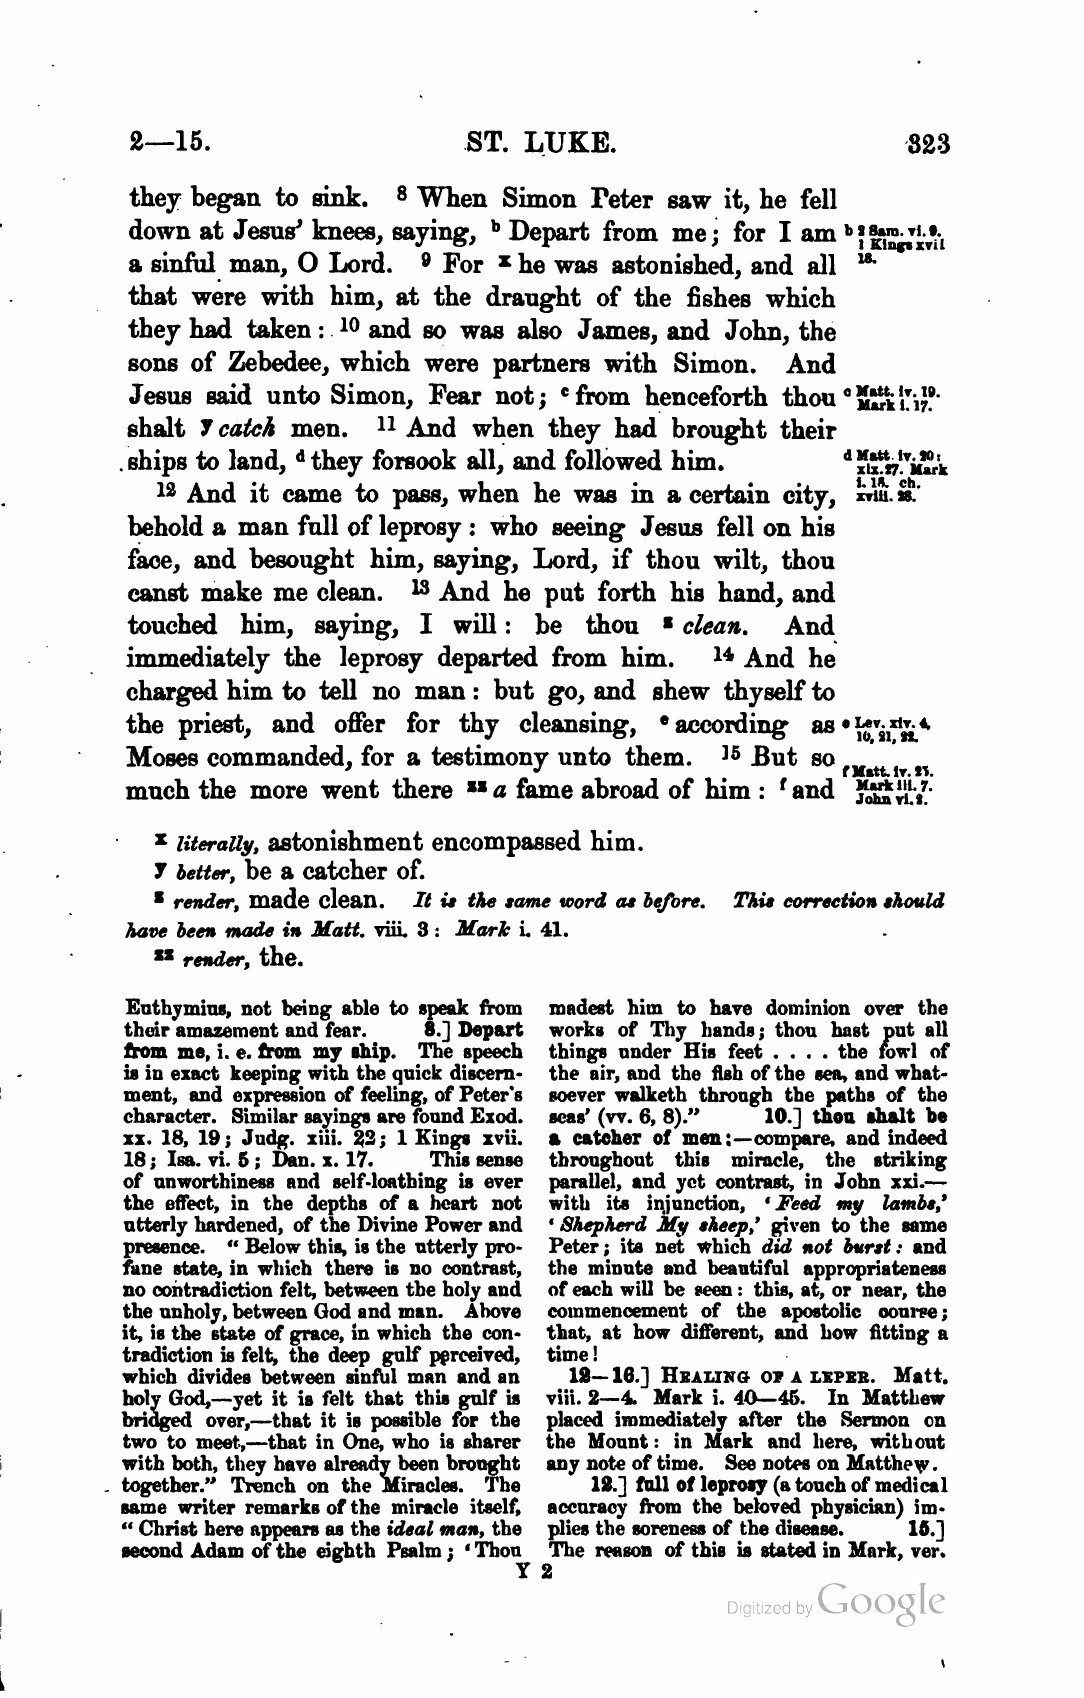 2—15. ST. LUKE. 323
they began to sink. 8 When Simon Peter saw it, he fell
down at Jesus' knees, saying, b Depart from me; for I am
a sinful man, O Lord. 9 For x he was astonished, and all
that were with him, at the draught of the fishes which
they had taken: 10 and so was also James, and John, the
sons of Zebedee, which were partners with Simon. And
Jesus said unto Simon, Fear not; c from henceforth thou
shalt y catch men. 11 And when they had brought their
ships to land, d they forsook all, and followed him.
12 And it came to pass, when he was in a certain city,
behold a man full of leprosy: who seeing Jesus fell on his
face, and besought him, saying, Lord, if thou wilt, thou
canst make me clean. 13 And he put forth his hand, and
touched him, saying, I will: be thou z clean. And
immediately the leprosy departed from him. 14 And he
charged him to tell no man: but go, and shew thyself to
the priest, and offer for thy cleansing, e according as
Moses commanded, for a testimony unto them. 15 But so
much the more went there zz a fame abroad of him: f and
b 2 Sam. vi. 9.
1 Kings xvii
18.
c Matt. iv. 19.
Mark i. 17.
d Matt. iv. 20:
xix. 27. Mark
i. 18. ch.
xviii. 28.
e Lev. xiv. 4,
10, 21, 22.
f Matt. iv. 25.
Mark iii. 7.
John vi. 2.
x literally, astonishment encompassed him.
y better, be a catcher of.
z render, made clean. It is the same word as before. This correction should
have been made in Matt. viii. 3: Mark i. 41.
zz render, the.
Euthymius, not being able to speak from
their amazement and fear. 8.] Depart
from me, i. e. from my ship. The speech
is in exact keeping with the quick discern-
ment, and expression of feeling, of Peter's
character. Similar sayings are found Exod.
xx. 18, 19; Judg. xiii. 22; 1 Kings xvii.
18; Isa. vi. 5; Dan. x. 17. This sense
of unworthiness and self-loathing is ever
the effect, in the depths of a heart not
utterly hardened, of the Divine Power and
presence. "Below this, is the utterly pro-
fane state, in which there is no contrast,
no contradiction felt, between the holy and
the unholy, between God and man. Above
it, is the state of grace, in which the con-
tradiction is felt, the deep gulf perceived,
which divides between sinful man and an
holy God,—yet it is felt that this gulf is
bridged over,—that it is possible for the
two to meet,—that in One, who is sharer
with both, they have already been brought
together." Trench on the Miracles. The
same writer remarks of the miracle itself,
"Christ here appears as the ideal man, the
second Adam of the eighth Psalm; 'Thou
madest him to have dominion over the
works of Thy hands; thou hast put all
things under His feet .... the fowl of
the air, and the fish of the sea, and what-
soever walketh through the paths of the
seas' (vv. 6, 8)." 10.] thou shalt be
a catcher of men:—compare, and indeed
throughout this miracle, the striking
parallel, and yet contrast, in John xxi.—
with its injunction, 'Feed my lambs,'
'Shepherd My sheep,' given to the same
Peter; its net which did not burst: and
the minute and beautiful appropriateness
of each will be seen: this, at, or near, the
commencement of the apostolic course;
that, at how different, and how fitting a
time!
12—16.] HEALING OF A LEPER. Matt.
viii. 2—4. Mark i. 40—45. In Matthew
placed immediately after the Sermon on
the Mount: in Mark and here, without
any note of time. See notes on Matthew.
12.] full of leprosy (a touch of medical
accuracy from the beloved physician) im-
plies the soreness of the disease. 15.]
The reason of this is stated in Mark, ver.
Y 2
Digitized by Google